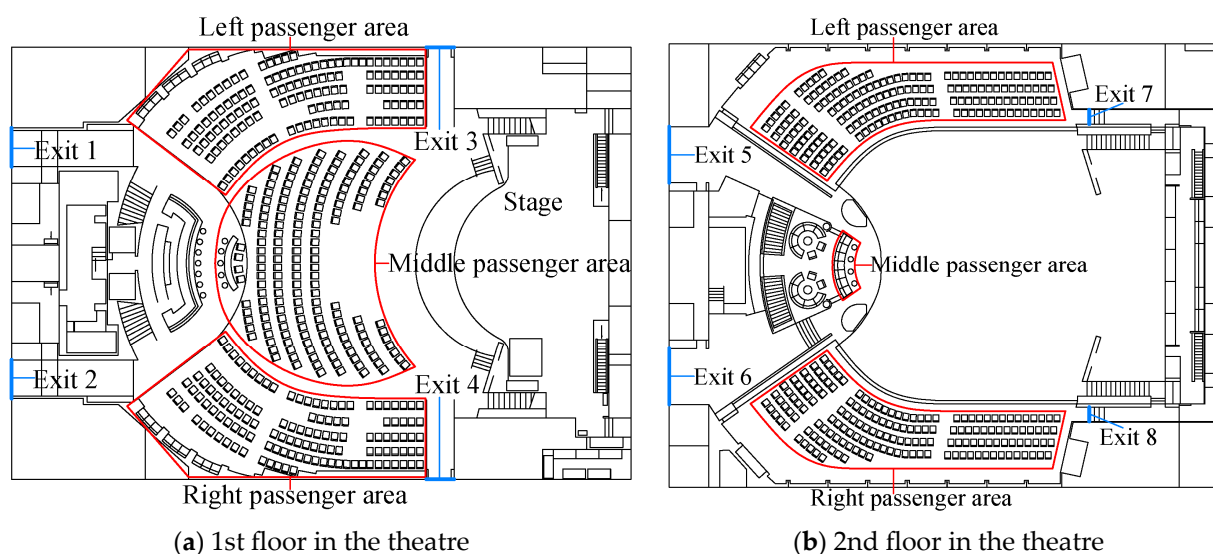 Left passenger area
Exit 1
Exit 3
Stage
Middle passenger area
Exit 2
Exit 4
Right passenger area
(a) 1st floor in the theatre
Left passenger area
Exit 7
Exit 5
Middle passenger area
Exit 6
Exit 8
Right passenger area
(b) 2nd floor in the theatre